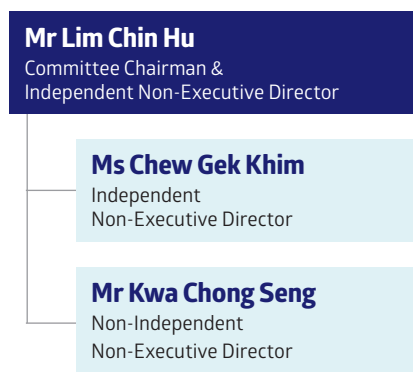 Mr Lim Chin Hu
Committee Chairman &
Independent Non-Executive Director
Ms Chew Gek Khim
Independent
Non-Executive Director
Mr Kwa Chong Seng
Non-Independent
Non-Executive Director